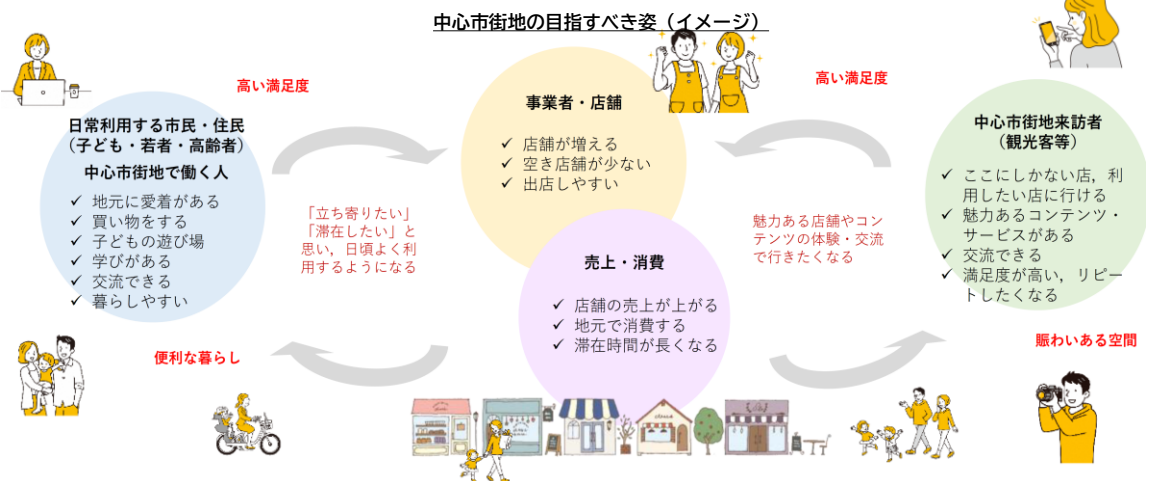 中心市街地の目指すべき姿（イメージ）
高い満足度
日常利用する市民・住民
（子ども・若者・高齢者）
中心市街地で働く人
✓ 地元に愛着がある
✓ 買い物をする
✓ 子どもの遊び場
✓ 学びがある
✓ 交流できる
✓ 暮らしやすい
便利な暮らし
「立ち寄りたい」
「滞在したい」と
思い，日頃よく利
用するようになる
事業者・店舗
✓ 店舗が増える
✓ 空き店舗が少ない
✓ 出店しやすい
売上・消費
✓ 店舗の売上が上がる
✓ 地元で消費する
✓ 滞在時間が長くなる
高い満足度
魅力ある店舗やコン
テンツの体験・交流
で行きたくなる
中心市街地来訪者
（観光客等）
✓ ここにしかない店，利
用したい店に行ける
✓ 魅力あるコンテンツ・
サービスがある
✓ 交流できる
✓ 満足度が高い，リピー
トしたくなる
賑わいある空間